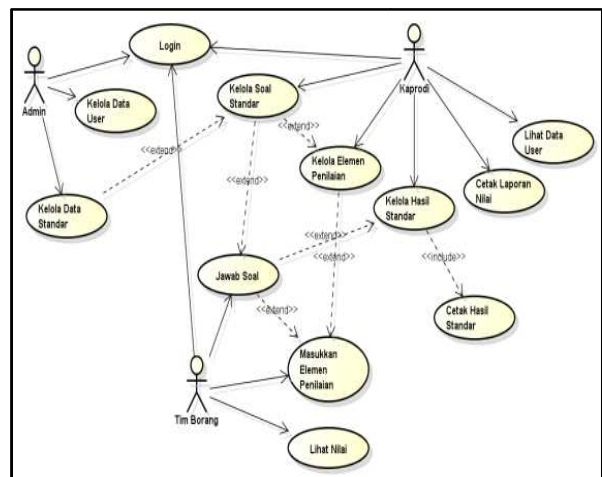 Login
Admin
Kaprodi
Kelola Data
User
Kelola Soal
Standar
<<extend>>
<<extend>>
Lihat Data
User
Kelola Elemen
Penilaian
<<extend>>
Cetak Laporan
Nilai
Kelola Data
Standar
Kelola Hasil
Standar
<<extend>>
<<extend>>
<<include>>
Jawab Soal
<<extend>>
Cetak Hasil
Standar
Masukkan
Elemen
Penilaian
Tim Borang
Lihat Nilai